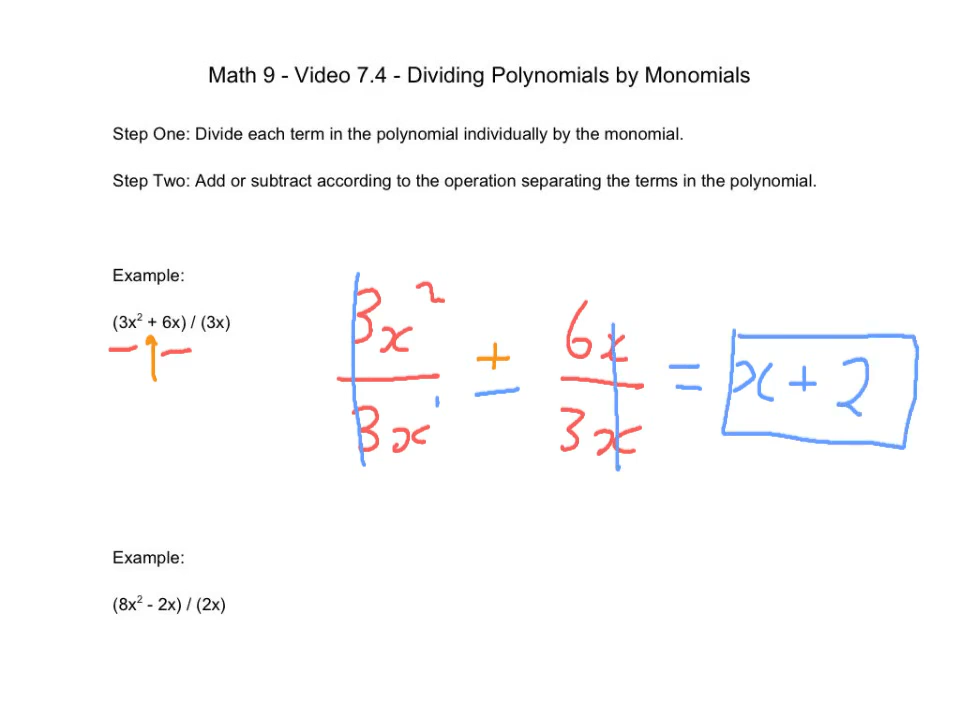 Math 9 - Video 7.4 - Dividing Polynomials by Monomials
Step One: Divide each term in the polynomial individually by the monomial.
Step Two: Add or subtract according to the operation separating the terms in the polynomial.
Example:
(3x² + 6x) / (3x)
3x² / 3x¹ + 6x / 3x = x + 2
Example:
(8x² - 2x) / (2x)